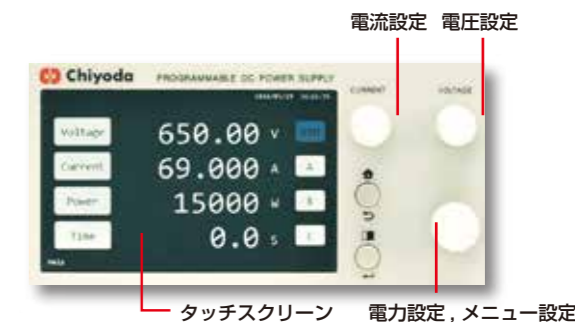 電流設定 電圧設定
Chiyoda PROGRAMMABLE DC POWER SUPPLY
CURRENT VOLTAGE
Voltage 650.00 V
Current 69.000 A A
Power 15000 W B
Time 0.0 S C
タッチスクリーン 電力設定 , メニュー設定